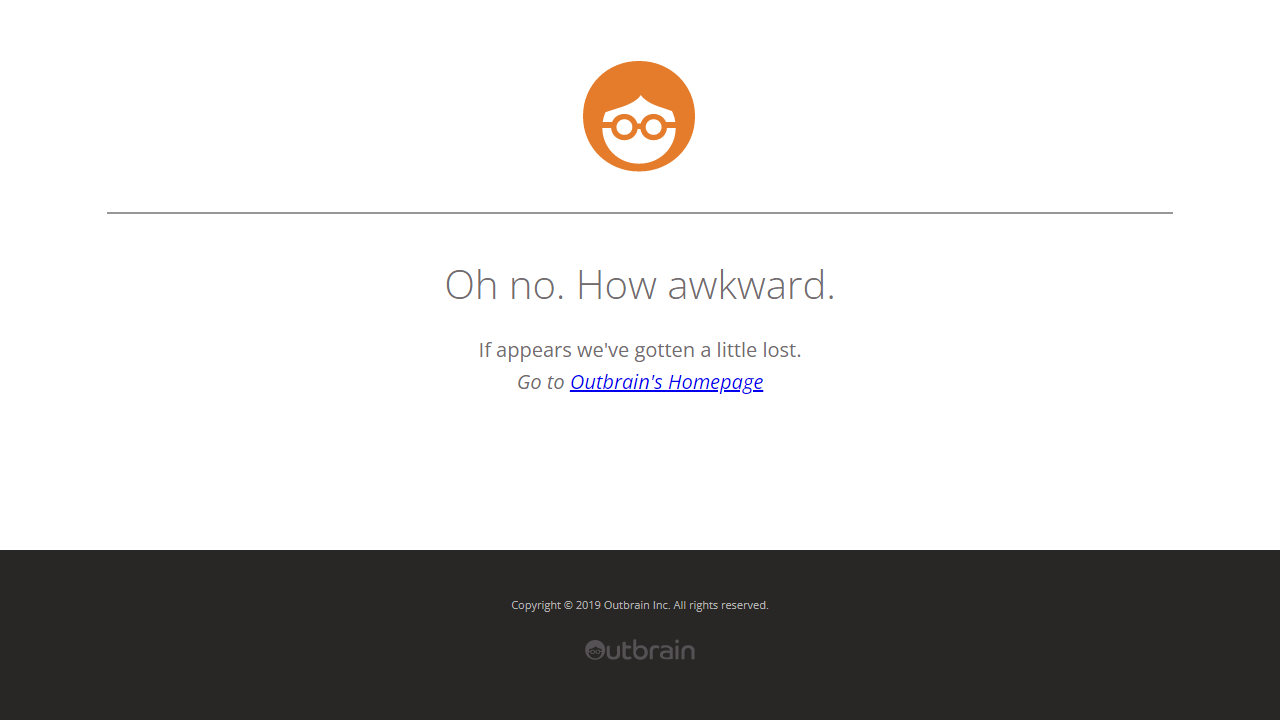 Oh no. How awkward.
If appears we've gotten a little lost.
Go to Outbrain's Homepage
Copyright © 2019 Outbrain Inc. All rights reserved.
Outbrain